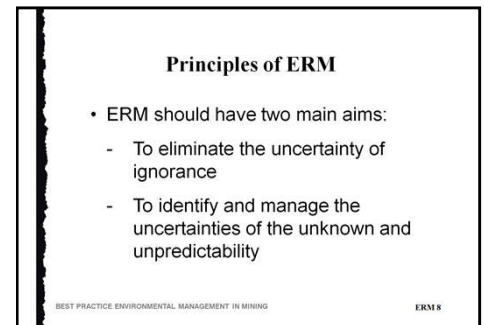 Principles of ERM
• ERM should have two main aims:
- To eliminate the uncertainty of
ignorance
- To identify and manage the
uncertainties of the unknown and
unpredictability
BEST PRACTICE ENVIRONMENTAL MANAGEMENT IN MINING
ERM 8